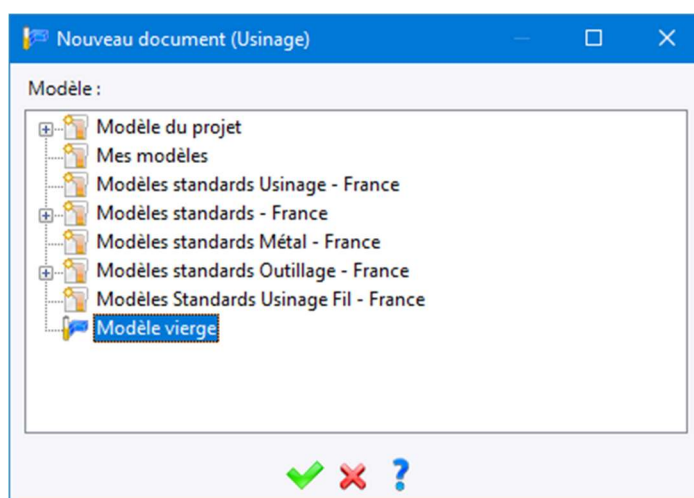 Nouveau document (Usinage)
Modèle :
Modèle du projet
Mes modèles
Modèles standards Usinage - France
Modèles standards - France
Modèles standards Métal - France
Modèles standards Outillage - France
Modèles Standards Usinage Fil - France
Modèle vierge